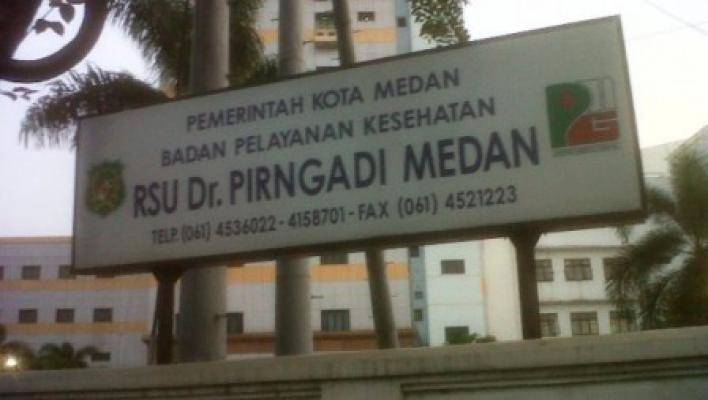 PEMERINTAH KOTA MEDAN
BADAN PELAYANAN KESEHATAN
RSU Dr. PIRNGADI MEDAN
TELP. (061) 4536022 - 4158701 - FAX (061) 4521223